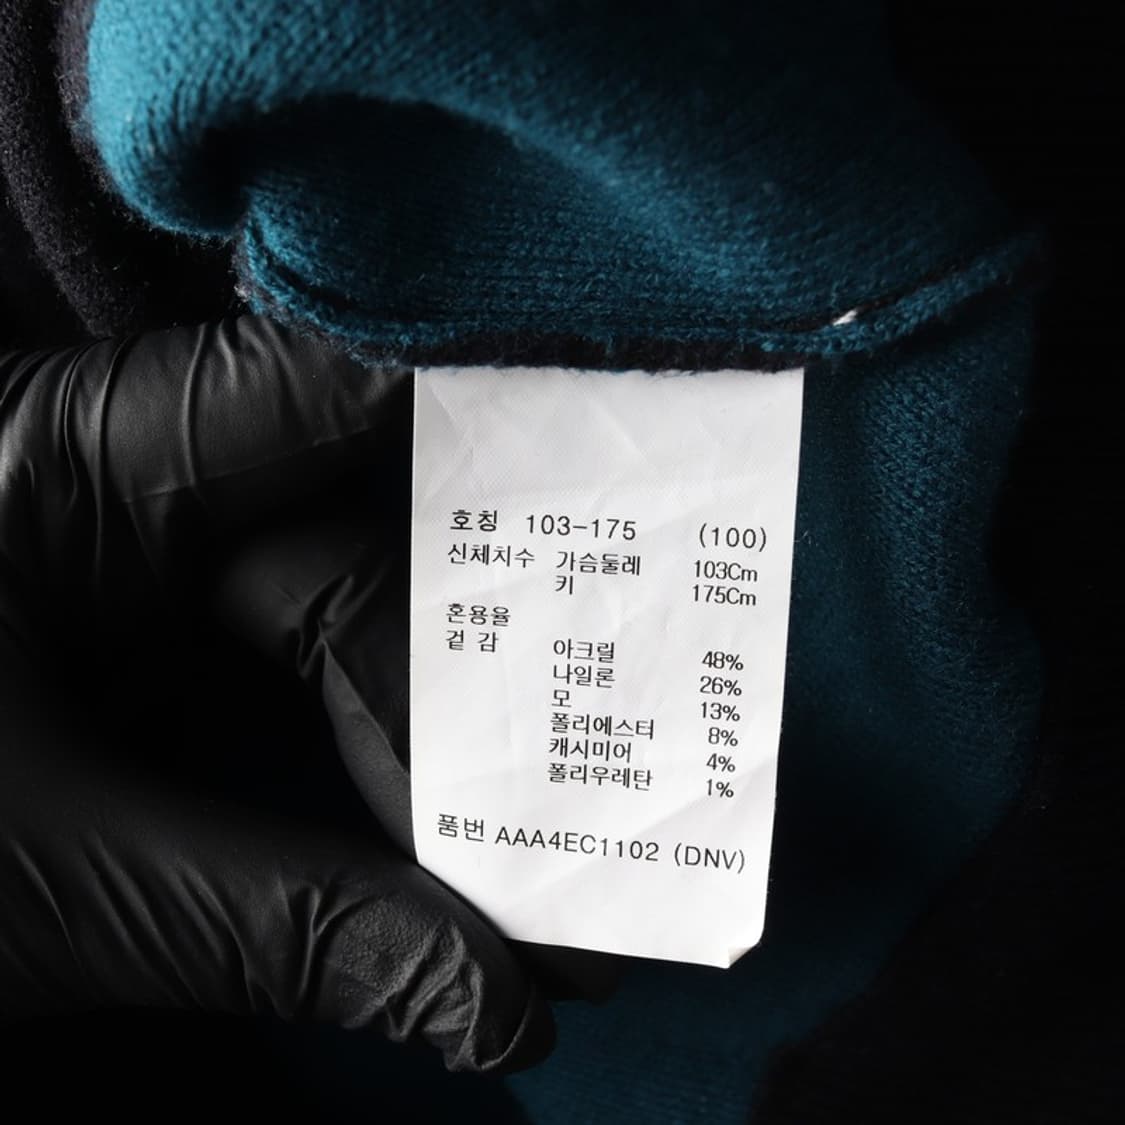 호칭 103-175 (100)
신체치수 가슴둘레 103Cm
키 175Cm
혼용율
겉 감
아크릴 48%
나일론 26%
모 13%
폴리에스터 8%
캐시미어 4%
폴리우레탄 1%
품번 AAA4EC1102 (DNV)